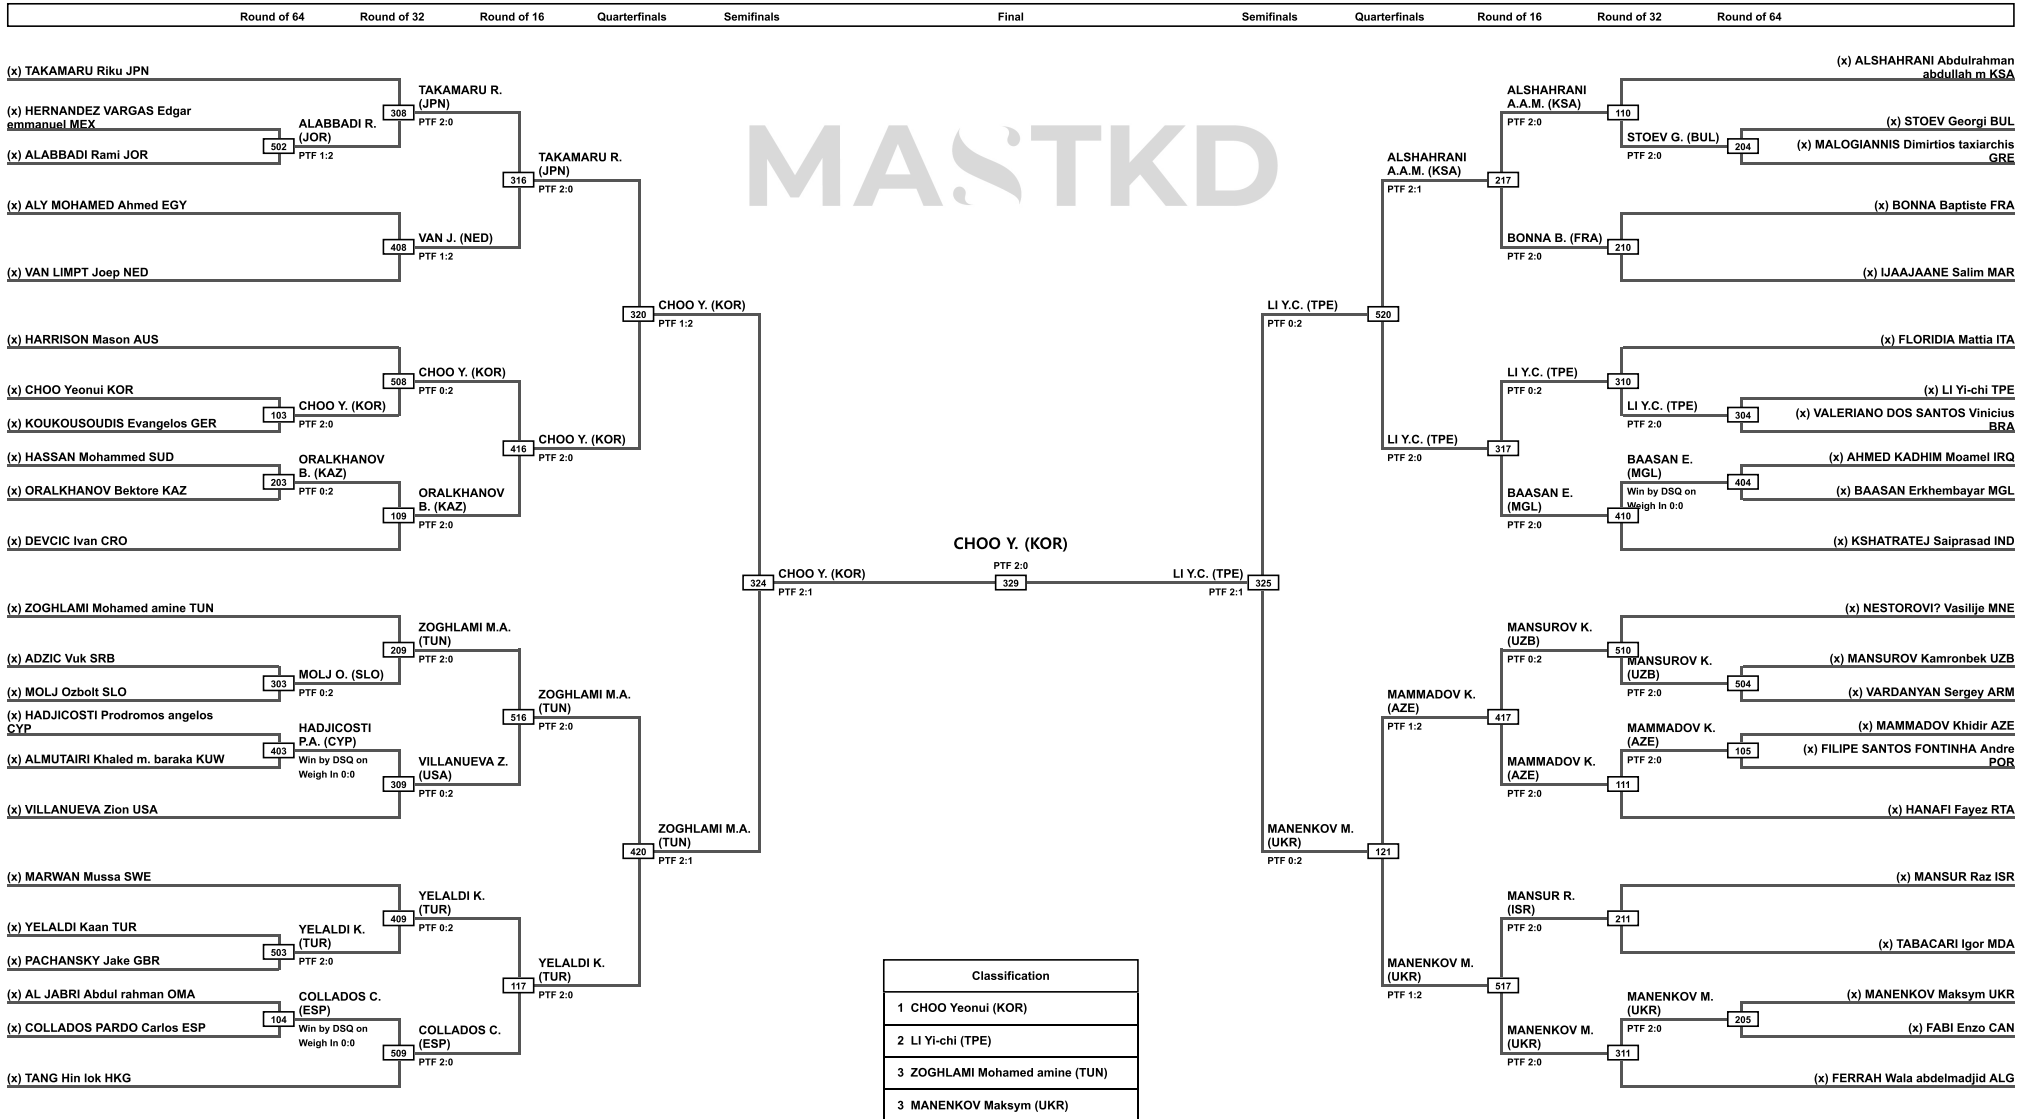 Round of 64 Round of 32 Round of 16 Quarterfinals Semifinals Final Semifinals Quarterfinals Round of 16 Round of 32 Round of 64
MASTKD
(x) TAKAMARU Riku JPN
(x) HERNANDEZ VARGAS Edgar
emmanuel MEX
(x) ALABBADI Rami JOR
(x) ALY MOHAMED Ahmed EGY
(x) VAN LIMPT Joep NED
(x) HARRISON Mason AUS
(x) CHOO Yeonui KOR
(x) KOUKOUSOUDIS Evangelos GER
(x) HASSAN Mohammed SUD
(x) ORALKHANOV Bektore KAZ
(x) DEVCIC Ivan CRO
(x) ZOGHLAMI Mohamed amine TUN
(x) ADZIC Vuk SRB
(x) MOLJ Ozbolt SLO
(x) HADJICOSTI Prodromos angelos
CYP
(x) ALMUTAIRI Khaled m. baraka KUW
(x) VILLANUEVA Zion USA
(x) MARWAN Mussa SWE
(x) YELALDI Kaan TUR
(x) PACHANSKY Jake GBR
(x) AL JABRI Abdul rahman OMA
(x) COLLADOS PARDO Carlos ESP
(x) TANG Hin lok HKG
502
ALABBADI R.
(JOR)
PTF 1:2
103
CHOO Y. (KOR)
PTF 2:0
203
ORALKHANOV
B. (KAZ)
PTF 0:2
303
MOLJ O. (SLO)
PTF 0:2
403
HADJICOSTI
P.A. (CYP)
Win by DSQ on
Weigh In 0:0
503
YELALDI K.
(TUR)
PTF 2:0
104
COLLADOS C.
(ESP)
Win by DSQ on
Weigh In 0:0
308
TAKAMARU R.
(JPN)
PTF 2:0
408
VAN J. (NED)
PTF 1:2
508
CHOO Y. (KOR)
PTF 0:2
109
ORALKHANOV
B. (KAZ)
PTF 2:0
209
ZOGHLAMI M.A.
(TUN)
PTF 2:0
309
VILLANUEVA Z.
(USA)
PTF 0:2
409
YELALDI K.
(TUR)
PTF 0:2
509
COLLADOS C.
(ESP)
PTF 2:0
316
TAKAMARU R.
(JPN)
PTF 2:0
416
CHOO Y. (KOR)
PTF 2:0
516
ZOGHLAMI M.A.
(TUN)
PTF 2:0
117
YELALDI K.
(TUR)
PTF 2:0
320
CHOO Y. (KOR)
PTF 1:2
420
ZOGHLAMI M.A.
(TUN)
PTF 2:1
324
CHOO Y. (KOR)
PTF 2:1
CHOO Y. (KOR)
PTF 2:0
329
LI Y.C. (TPE)
PTF 2:1
325
LI Y.C. (TPE)
PTF 0:2
520
MANENKOV M.
(UKR)
PTF 0:2
121
ALSHAHRANI
A.A.M. (KSA)
PTF 2:1
217
LI Y.C. (TPE)
PTF 2:0
317
MAMMADOV K.
(AZE)
PTF 1:2
417
MANENKOV M.
(UKR)
PTF 1:2
517
ALSHAHRANI
A.A.M. (KSA)
PTF 2:0
110
BONNA B. (FRA)
PTF 2:0
210
LI Y.C. (TPE)
PTF 0:2
310
BAASAN E.
(MGL)
PTF 2:0
410
MANSUROV K.
(UZB)
PTF 0:2
510
MAMMADOV K.
(AZE)
PTF 2:0
111
MANSUR R.
(ISR)
PTF 2:0
211
MANENKOV M.
(UKR)
PTF 2:0
311
STOEV G. (BUL)
PTF 2:0
204
LI Y.C. (TPE)
PTF 2:0
304
BAASAN E.
(MGL)
Win by DSQ on
Weigh In 0:0
404
MANSUROV K.
(UZB)
PTF 2:0
504
MAMMADOV K.
(AZE)
PTF 2:0
105
MANENKOV M.
(UKR)
PTF 2:0
205
(x) ALSHAHRANI Abdulrahman
abdullah m KSA
(x) STOEV Georgi BUL
(x) MALOGIANNIS Dimirtios taxiarchis
GRE
(x) BONNA Baptiste FRA
(x) IJAAJAANE Salim MAR
(x) FLORIDIA Mattia ITA
(x) LI Yi-chi TPE
(x) VALERIANO DOS SANTOS Vinicius
BRA
(x) AHMED KADHIM Moamel IRQ
(x) BAASAN Erkhembayar MGL
(x) KSHATRATEJ Saiprasad IND
(x) NESTOROVI? Vasilije MNE
(x) MANSUROV Kamronbek UZB
(x) VARDANYAN Sergey ARM
(x) MAMMADOV Khidir AZE
(x) FILIPE SANTOS FONTINHA Andre
POR
(x) HANAFI Fayez RTA
(x) MANSUR Raz ISR
(x) TABACARI Igor MDA
(x) MANENKOV Maksym UKR
(x) FABI Enzo CAN
(x) FERRAH Wala abdelmadjid ALG
Classification
1 CHOO Yeonui (KOR)
2 LI Yi-chi (TPE)
3 ZOGHLAMI Mohamed amine (TUN)
3 MANENKOV Maksym (UKR)